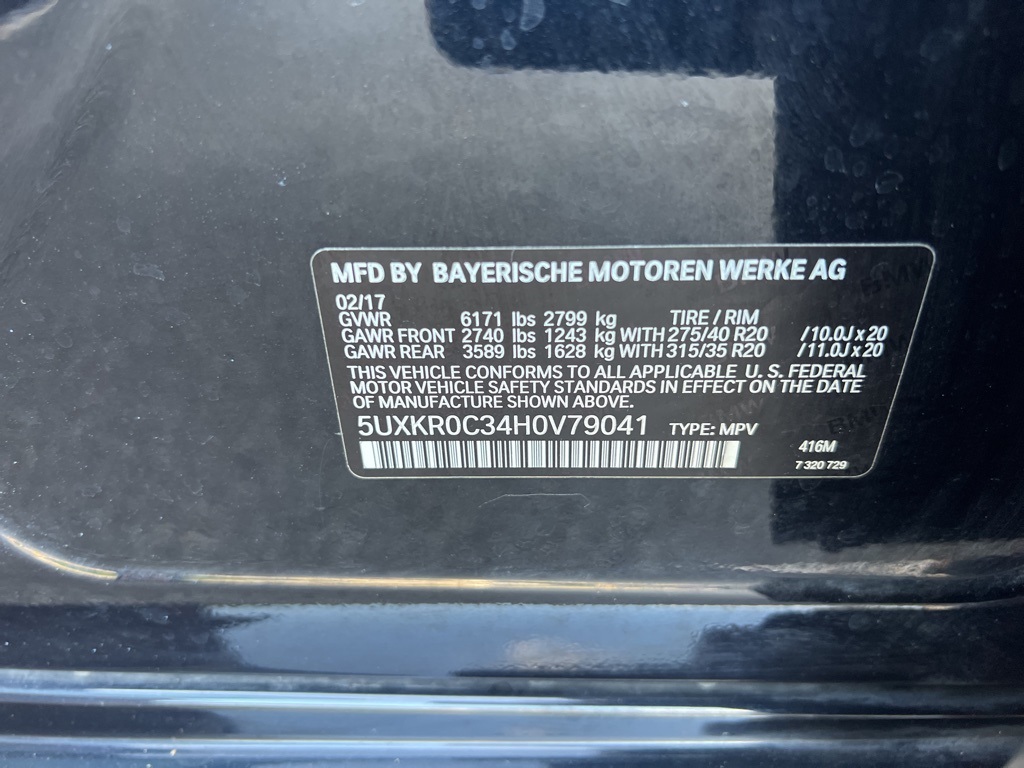 MFD BY BAYERISCHE MOTOREN WERKE AG
02/17
GVWR 6171 lbs 2799 kg TIRE / RIM
GAWR FRONT 2740 lbs 1243 kg WITH 275/40 R20 /10.0J x 20
GAWR REAR 3589 lbs 1628 kg WITH 315/35 R20 /11.0J x 20
THIS VEHICLE CONFORMS TO ALL APPLICABLE U. S. FEDERAL
MOTOR VEHICLE SAFETY STANDARDS IN EFFECT ON THE DATE
OF MANUFACTURE SHOWN ABOVE.
5UXKR0C34H0V79041 TYPE: MPV
416M
7 320 729